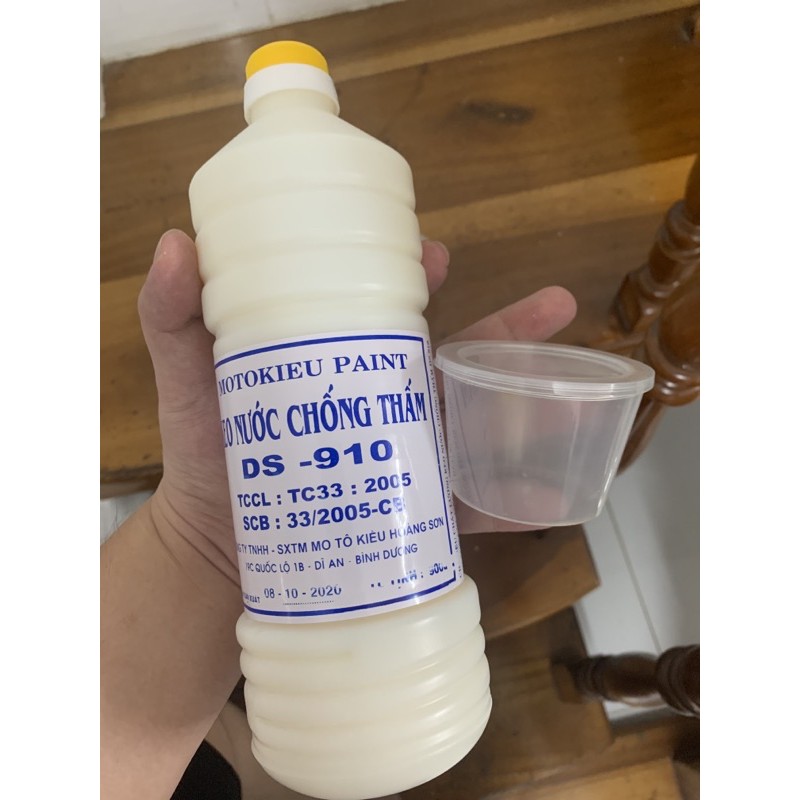 MOTOKIEU PAINT
NƯỚC CHỐNG THẤM
DS -910
TCCL : TC33 : 2005
SCB : 33/2005-CB
TNHH - SXTM MO TÔ KIỀU HOÀNG SƠN
QUỐC LỘ 1B - DĨ AN - BÌNH DƯƠNG
08 - 10 - 2020